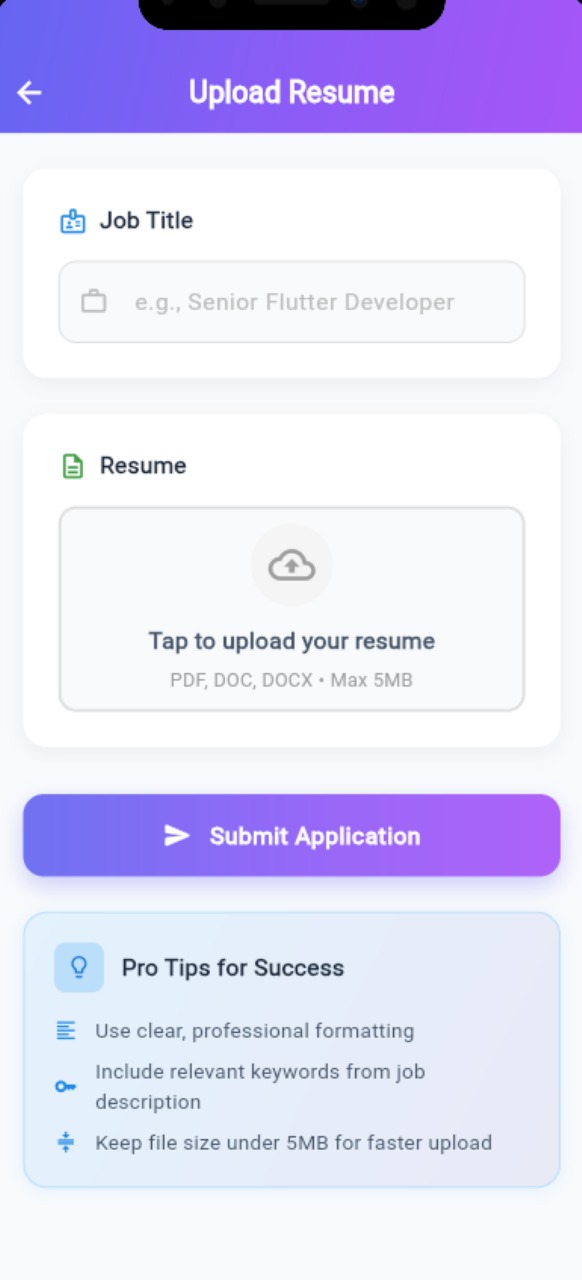 Upload Resume
Job Title
e.g., Senior Flutter Developer
Resume
Tap to upload your resume
PDF, DOC, DOCX • Max 5MB
Submit Application
Pro Tips for Success
Use clear, professional formatting
Include relevant keywords from job
description
Keep file size under 5MB for faster upload